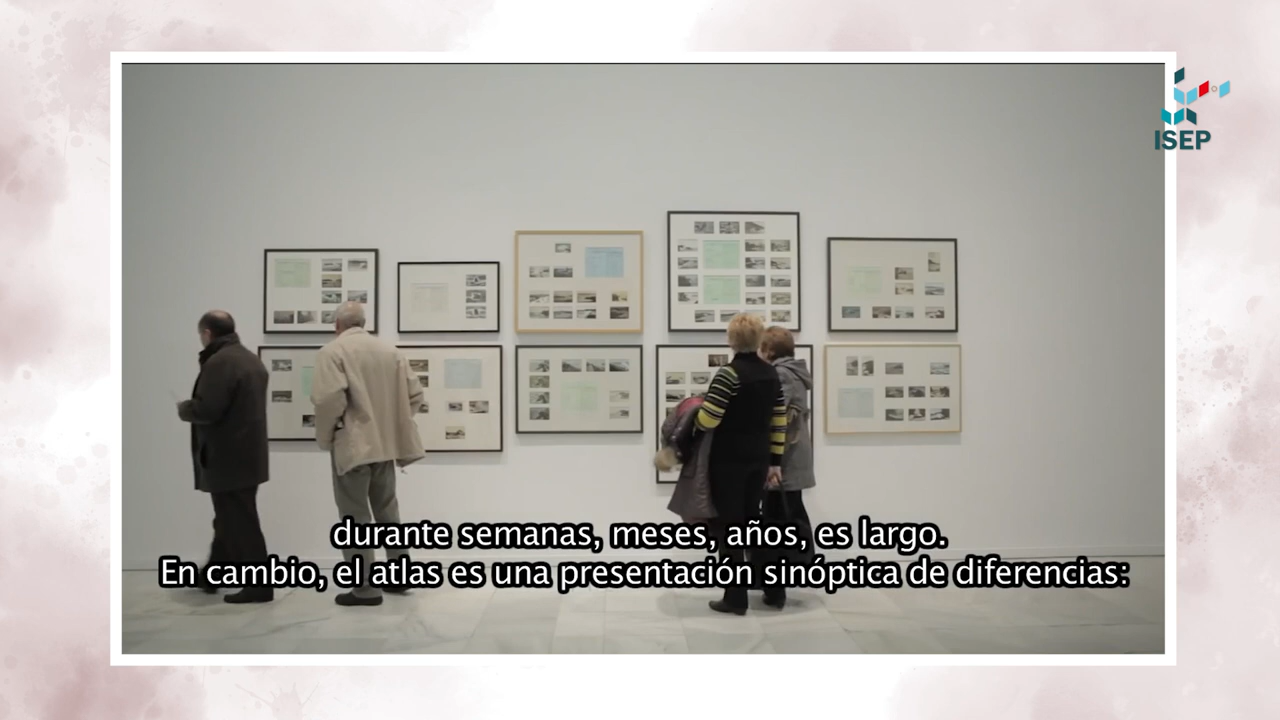 ISEP
durante semanas, meses, años, es largo.
En cambio, el atlas es una presentación sinóptica de diferencias: